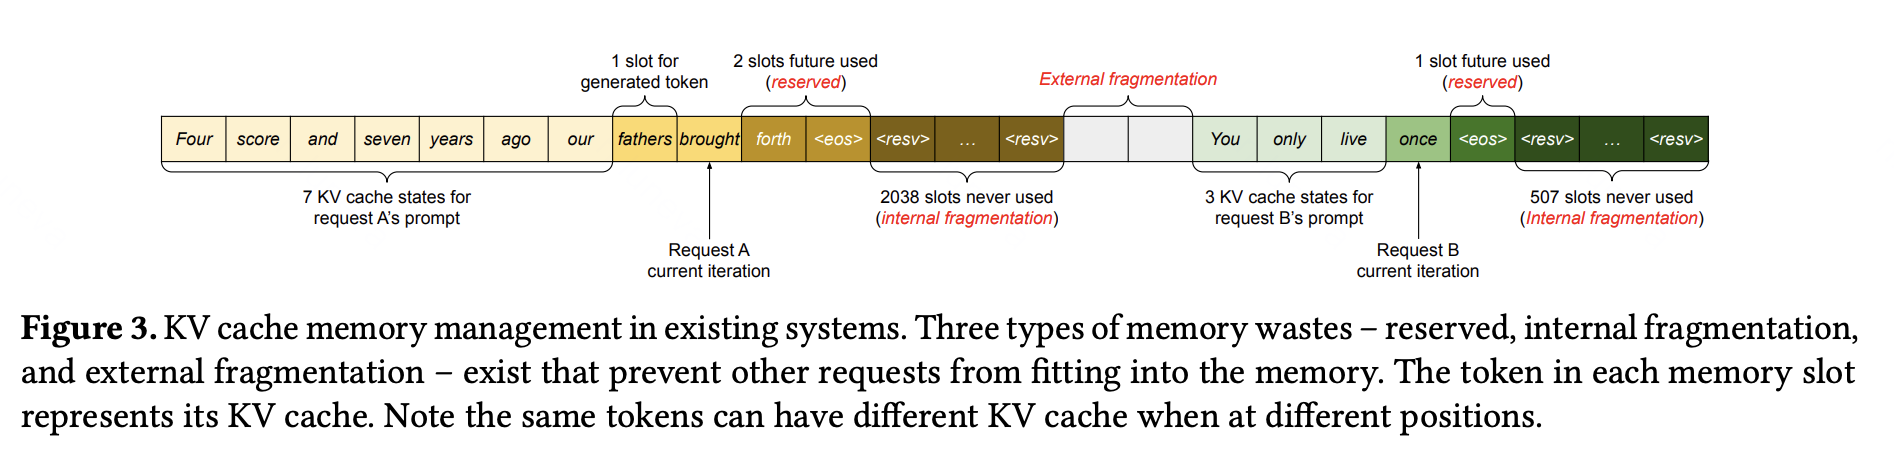 1 slot for
generated token
2 slots future used
(reserved)
External fragmentation
1 slot future used
(reserved)
Four score and seven years ago our fathers brought forth <eos> <resv> ... <resv> You only live once <eos> <resv> ... <resv>
7 KV cache states for
request A's prompt
2038 slots never used
(internal fragmentation)
3 KV cache states for
request B's prompt
507 slots never used
(Internal fragmentation)
Request A
current iteration
Request B
current iteration
Figure 3. KV cache memory management in existing systems. Three types of memory wastes – reserved, internal fragmentation,
and external fragmentation – exist that prevent other requests from fitting into the memory. The token in each memory slot
represents its KV cache. Note the same tokens can have different KV cache when at different positions.